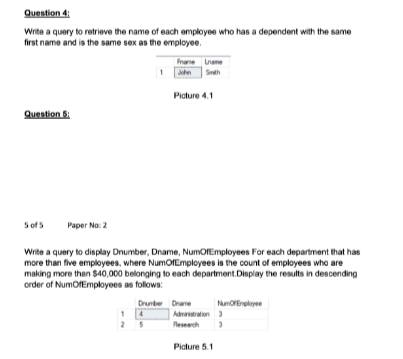 Question 4:
Write a query to retrieve the name of each employee who has a dependent with the same
first name and is the same sex as the employee.
Fname Lname
1 John Smith
Picture 4.1
Question 5:
5 of 5 Paper No: 2
Write a query to display Dnumber, Dname, NumOfEmployees For each department that has
more than five employees, where NumOfEmployees is the count of employees who are
making more than $40,000 belonging to each department.Display the results in descending
order of NumOfEmployees as follows:
Dnumber Dname NumOfEmployee
1 4 Administration 3
2 5 Research 3
Picture 5.1